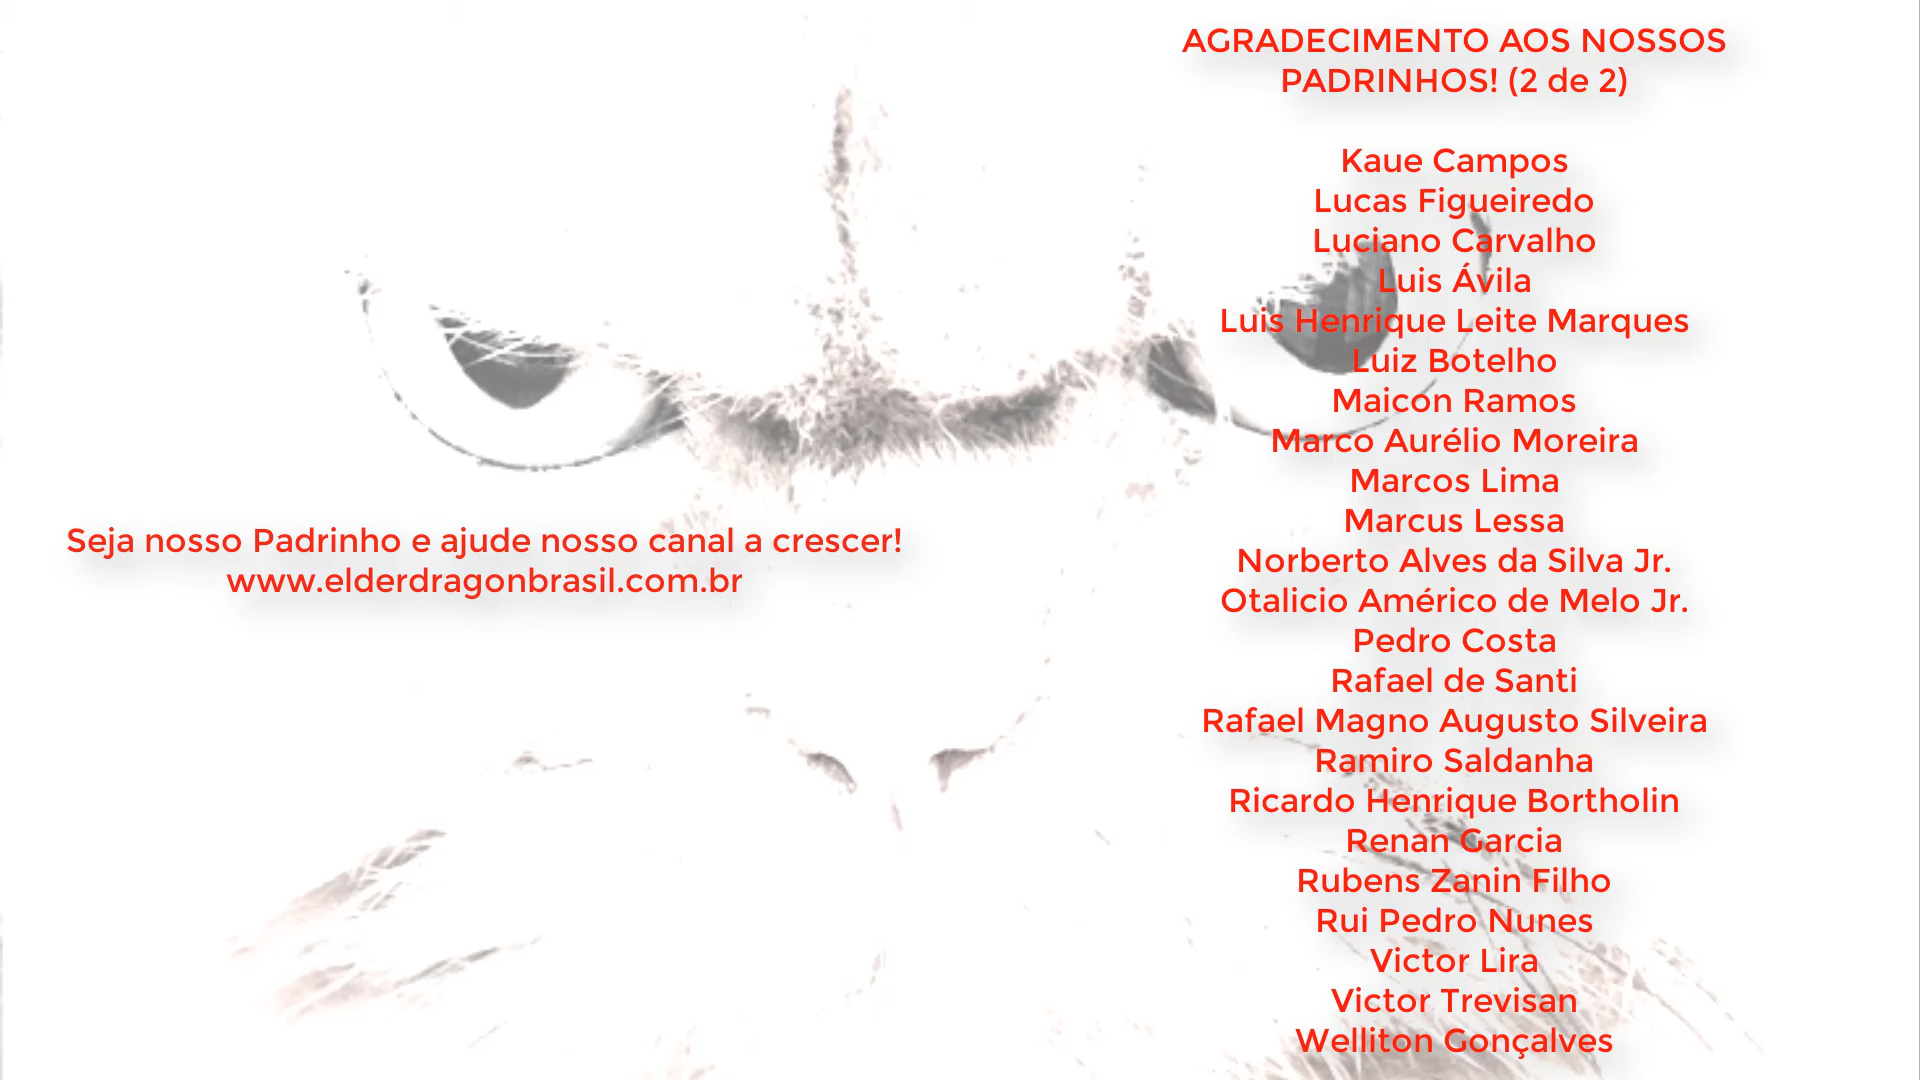 AGRADECIMENTO AOS NOSSOS
PADRINHOS! (2 de 2)
Kaue Campos
Lucas Figueiredo
Luciano Carvalho
Luis Ávila
Luis Henrique Leite Marques
Luiz Botelho
Maicon Ramos
Marco Aurélio Moreira
Marcos Lima
Marcus Lessa
Norberto Alves da Silva Jr.
Otalicio Américo de Melo Jr.
Pedro Costa
Rafael de Santi
Rafael Magno Augusto Silveira
Ramiro Saldanha
Ricardo Henrique Bortholin
Renan Garcia
Rubens Zanin Filho
Rui Pedro Nunes
Victor Lira
Victor Trevisan
Welliton Gonçalves
Seja nosso Padrinho e ajude nosso canal a crescer!
www.elderdragonbrasil.com.br